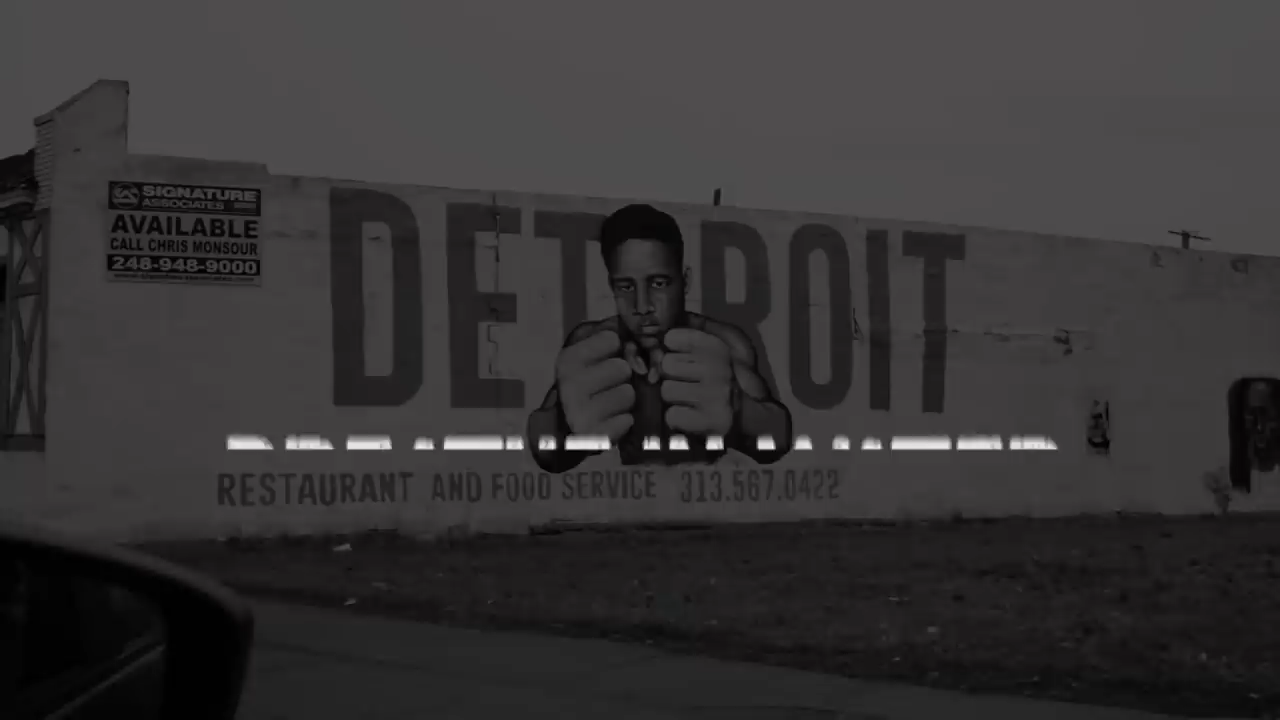 SIGNATURE
ASSOCIATES
AVAILABLE
CALL CHRIS MONSOUR
248-948-9000
DETROIT
RESTAURANT AND FOOD SERVICE 313.567.0422